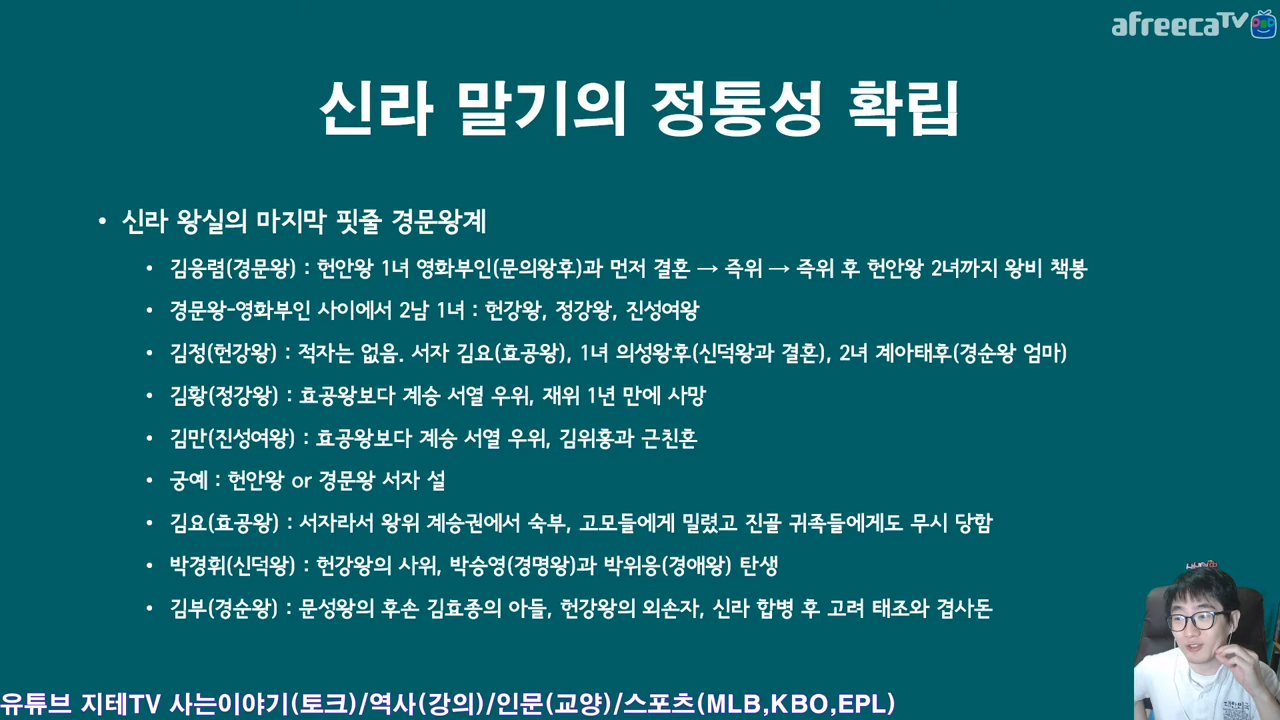 afreecaTV
신라 말기의 정통성 확립
• 신라 왕실의 마지막 핏줄 경문왕계
• 김응렴(경문왕) : 헌안왕 1녀 영화부인(문의왕후)과 먼저 결혼 → 즉위 → 즉위 후 헌안왕 2녀까지 왕비 책봉
• 경문왕-영화부인 사이에서 2남 1녀 : 헌강왕, 정강왕, 진성여왕
• 김정(헌강왕) : 적자는 없음. 서자 김요(효공왕), 1녀 의성왕후(신덕왕과 결혼), 2녀 계아태후(경순왕 엄마)
• 김황(정강왕) : 효공왕보다 계승 서열 우위, 재위 1년 만에 사망
• 김만(진성여왕) : 효공왕보다 계승 서열 우위, 김위홍과 근친혼
• 궁예 : 헌안왕 or 경문왕 서자 설
• 김요(효공왕) : 서자라서 왕위 계승권에서 숙부, 고모들에게 밀렸고 진골 귀족들에게도 무시 당함
• 박경휘(신덕왕) : 헌강왕의 사위, 박승영(경명왕)과 박위응(경애왕) 탄생
• 김부(경순왕) : 문성왕의 후손 김효종의 아들, 헌강왕의 외손자, 신라 합병 후 고려 태조와 겹사돈
유튜브 지테TV 사는이야기(토크)/역사(강의)/인문(교양)/스포츠(MLB,KBO,EPL)